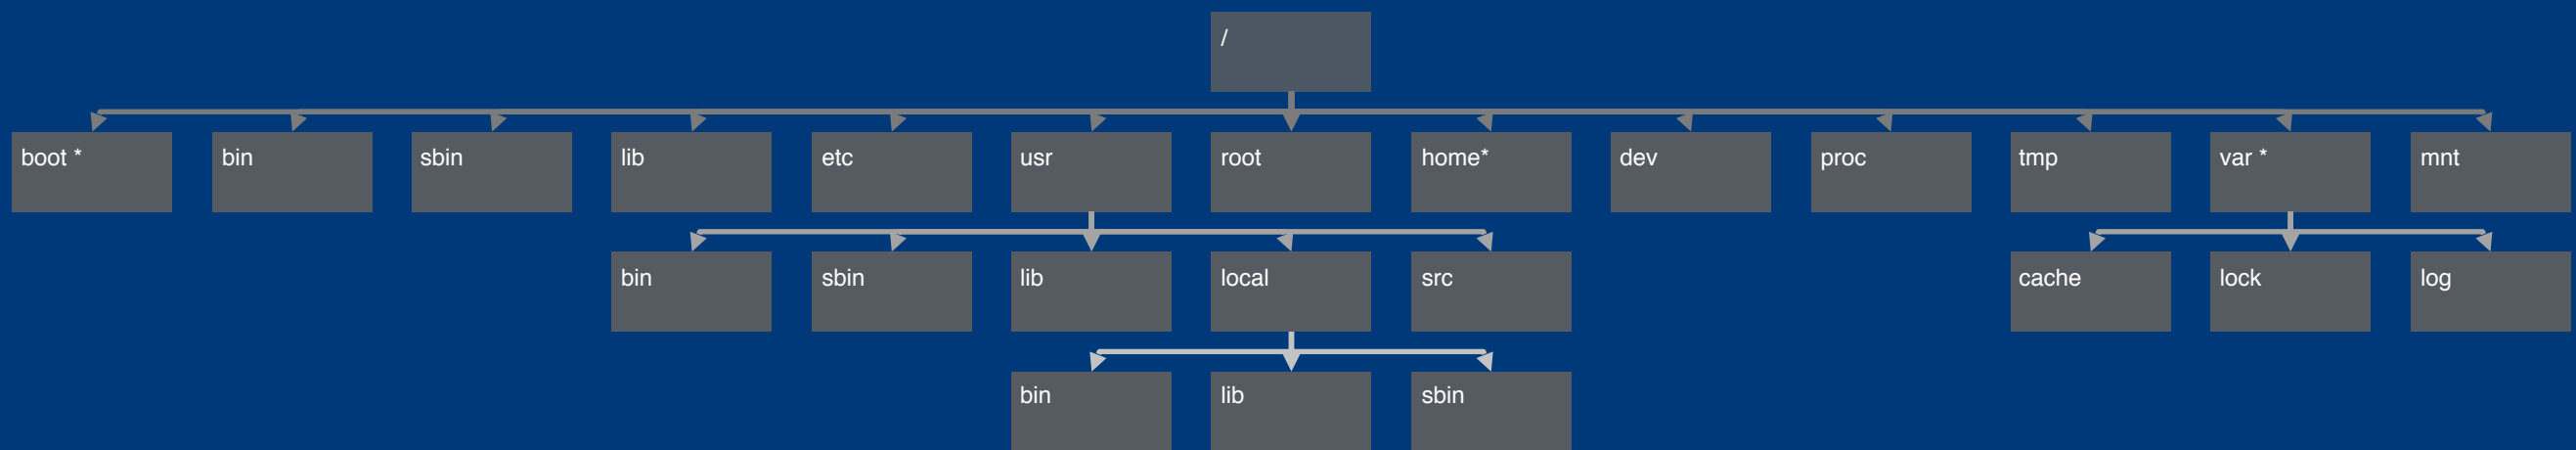 /
boot *
bin
sbin
lib
etc
usr
root
home*
dev
proc
tmp
var *
mnt
bin
sbin
lib
local
src
cache
lock
log
bin
lib
sbin